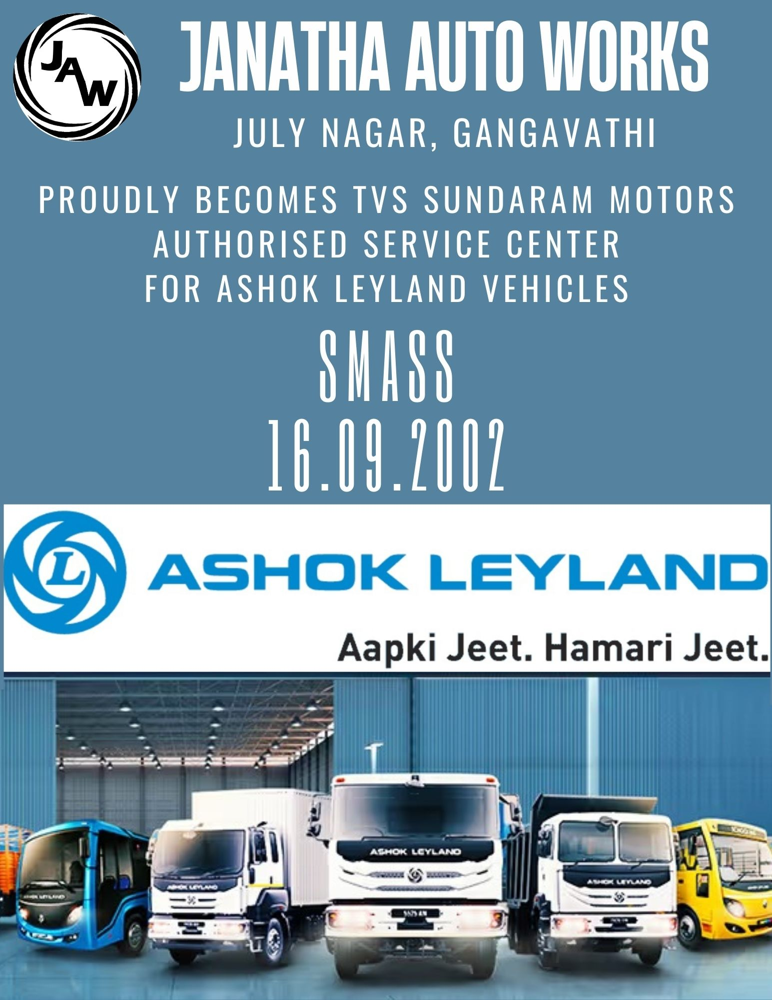 JAW
JANATHA AUTO WORKS
JULY NAGAR, GANGAVATHI
PROUDLY BECOMES TVS SUNDARAM MOTORS
AUTHORISED SERVICE CENTER
FOR ASHOK LEYLAND VEHICLES
SMASS
16.09.2002
L ASHOK LEYLAND
Aapki Jeet. Hamari Jeet.
ASHOK LEYLAND
ASHOK LEYLAND
ASHOK LEYLAND
ASHOK LEYLAND